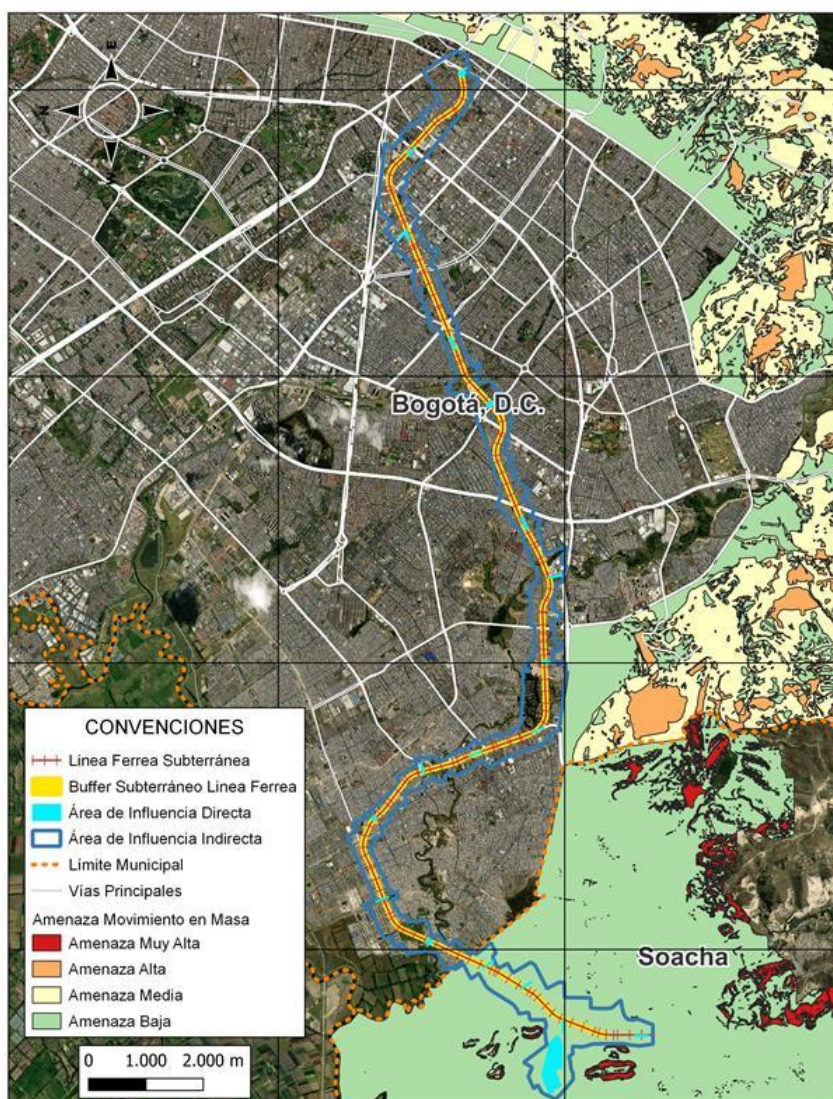 E
N
Bogotá, D.C.
Soacha
CONVENCIONES
Linea Ferrea Subterránea
Buffer Subterráneo Linea Ferrea
Área de Influencia Directa
Área de Influencia Indirecta
Límite Municipal
Vías Principales
Amenaza Movimiento en Masa
Amenaza Muy Alta
Amenaza Alta
Amenaza Media
Amenaza Baja
0 1.000 2.000 m